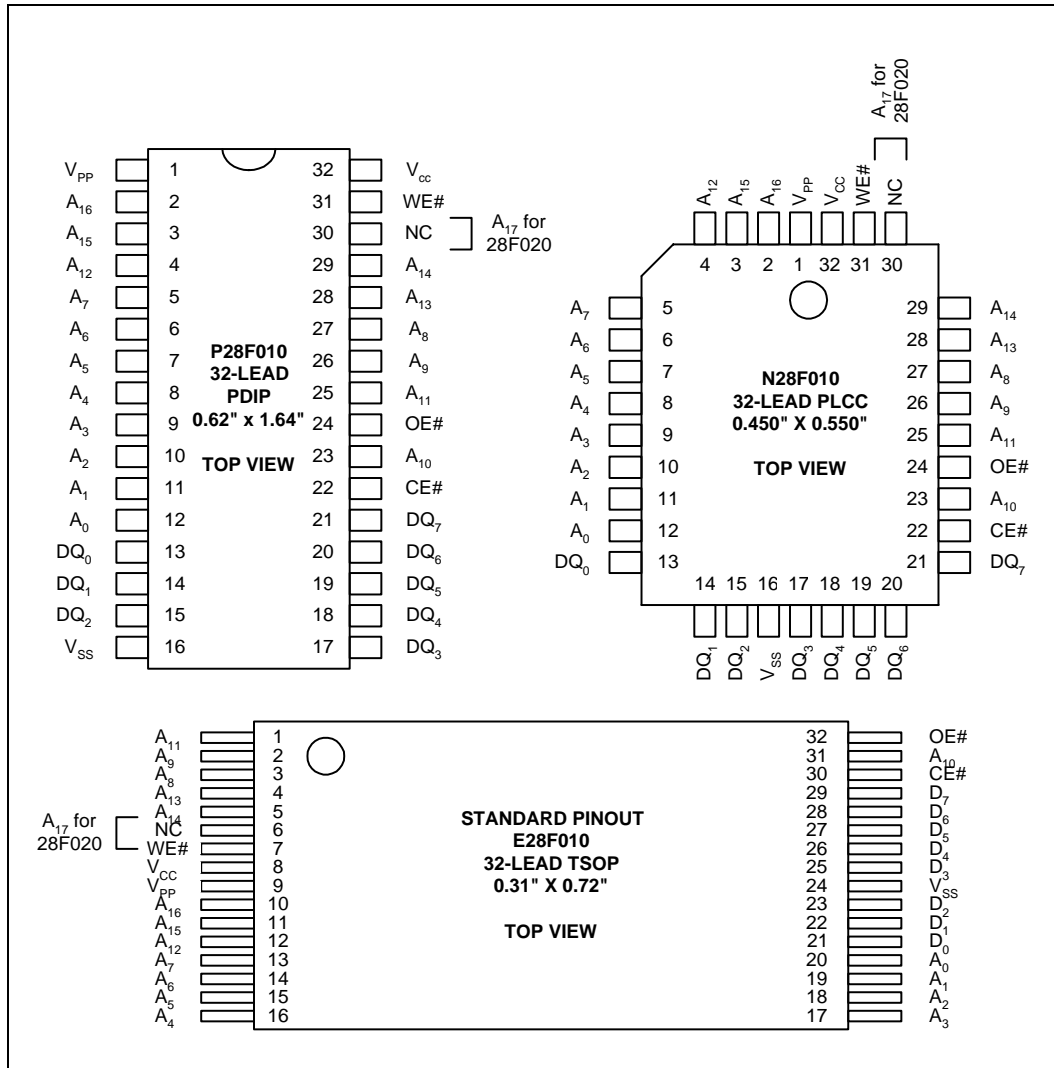 V_PP 1 32 V_cc
A_16 2 31 WE#
A_15 3 30 NC
A_17 for
28F020
A_12 4 29 A_14
A_7 5 28 A_13
A_6 6 27 A_8
A_5 7 26 A_9
A_4 8 25 A_11
A_3 9 24 OE#
A_2 10 23 A_10
A_1 11 22 CE#
A_0 12 21 DQ_7
DQ_0 13 20 DQ_6
DQ_1 14 19 DQ_5
DQ_2 15 18 DQ_4
V_SS 16 17 DQ_3
P28F010
32-LEAD
PDIP
0.62" x 1.64"
TOP VIEW
A_17 for
28F020
A_12 A_15 A_16 V_PP V_CC WE# NC
4 3 2 1 32 31 30
A_7 5 29 A_14
A_6 6 28 A_13
A_5 7 27 A_8
A_4 8 26 A_9
A_3 9 25 A_11
A_2 10 24 OE#
A_1 11 23 A_10
A_0 12 22 CE#
DQ_0 13 21 DQ_7
14 15 16 17 18 19 20
DQ_1 DQ_2 V_SS DQ_3 DQ_4 DQ_5 DQ_6
N28F010
32-LEAD PLCC
0.450" X 0.550"
TOP VIEW
A_11 1 32 OE#
A_9 2 31 A_10
A_8 3 30 CE#
A_13 4 29 D_7
A_14 5 28 D_6
NC 6 27 D_5
A_17 for
28F020
WE# 7 26 D_4
V_CC 8 25 D_3
V_PP 9 24 V_SS
A_16 10 23 D_2
A_15 11 22 D_1
A_12 12 21 D_0
A_7 13 20 A_0
A_6 14 19 A_1
A_5 15 18 A_2
A_4 16 17 A_3
STANDARD PINOUT
E28F010
32-LEAD TSOP
0.31" X 0.72"
TOP VIEW